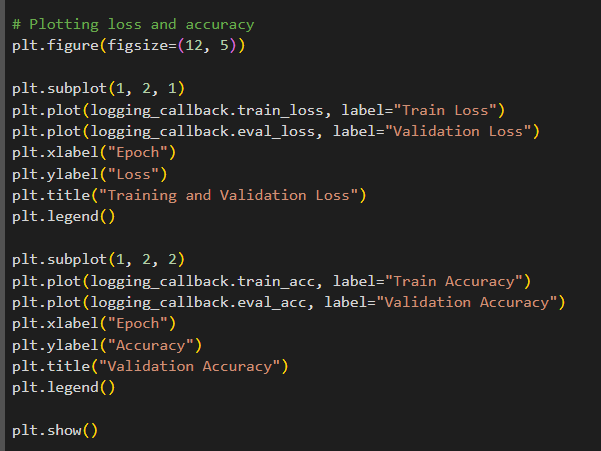 # Plotting loss and accuracy
plt.figure(figsize=(12, 5))
plt.subplot(1, 2, 1)
plt.plot(logging_callback.train_loss, label="Train Loss")
plt.plot(logging_callback.eval_loss, label="Validation Loss")
plt.xlabel("Epoch")
plt.ylabel("Loss")
plt.title("Training and Validation Loss")
plt.legend()
plt.subplot(1, 2, 2)
plt.plot(logging_callback.train_acc, label="Train Accuracy")
plt.plot(logging_callback.eval_acc, label="Validation Accuracy")
plt.xlabel("Epoch")
plt.ylabel("Accuracy")
plt.title("Validation Accuracy")
plt.legend()
plt.show()